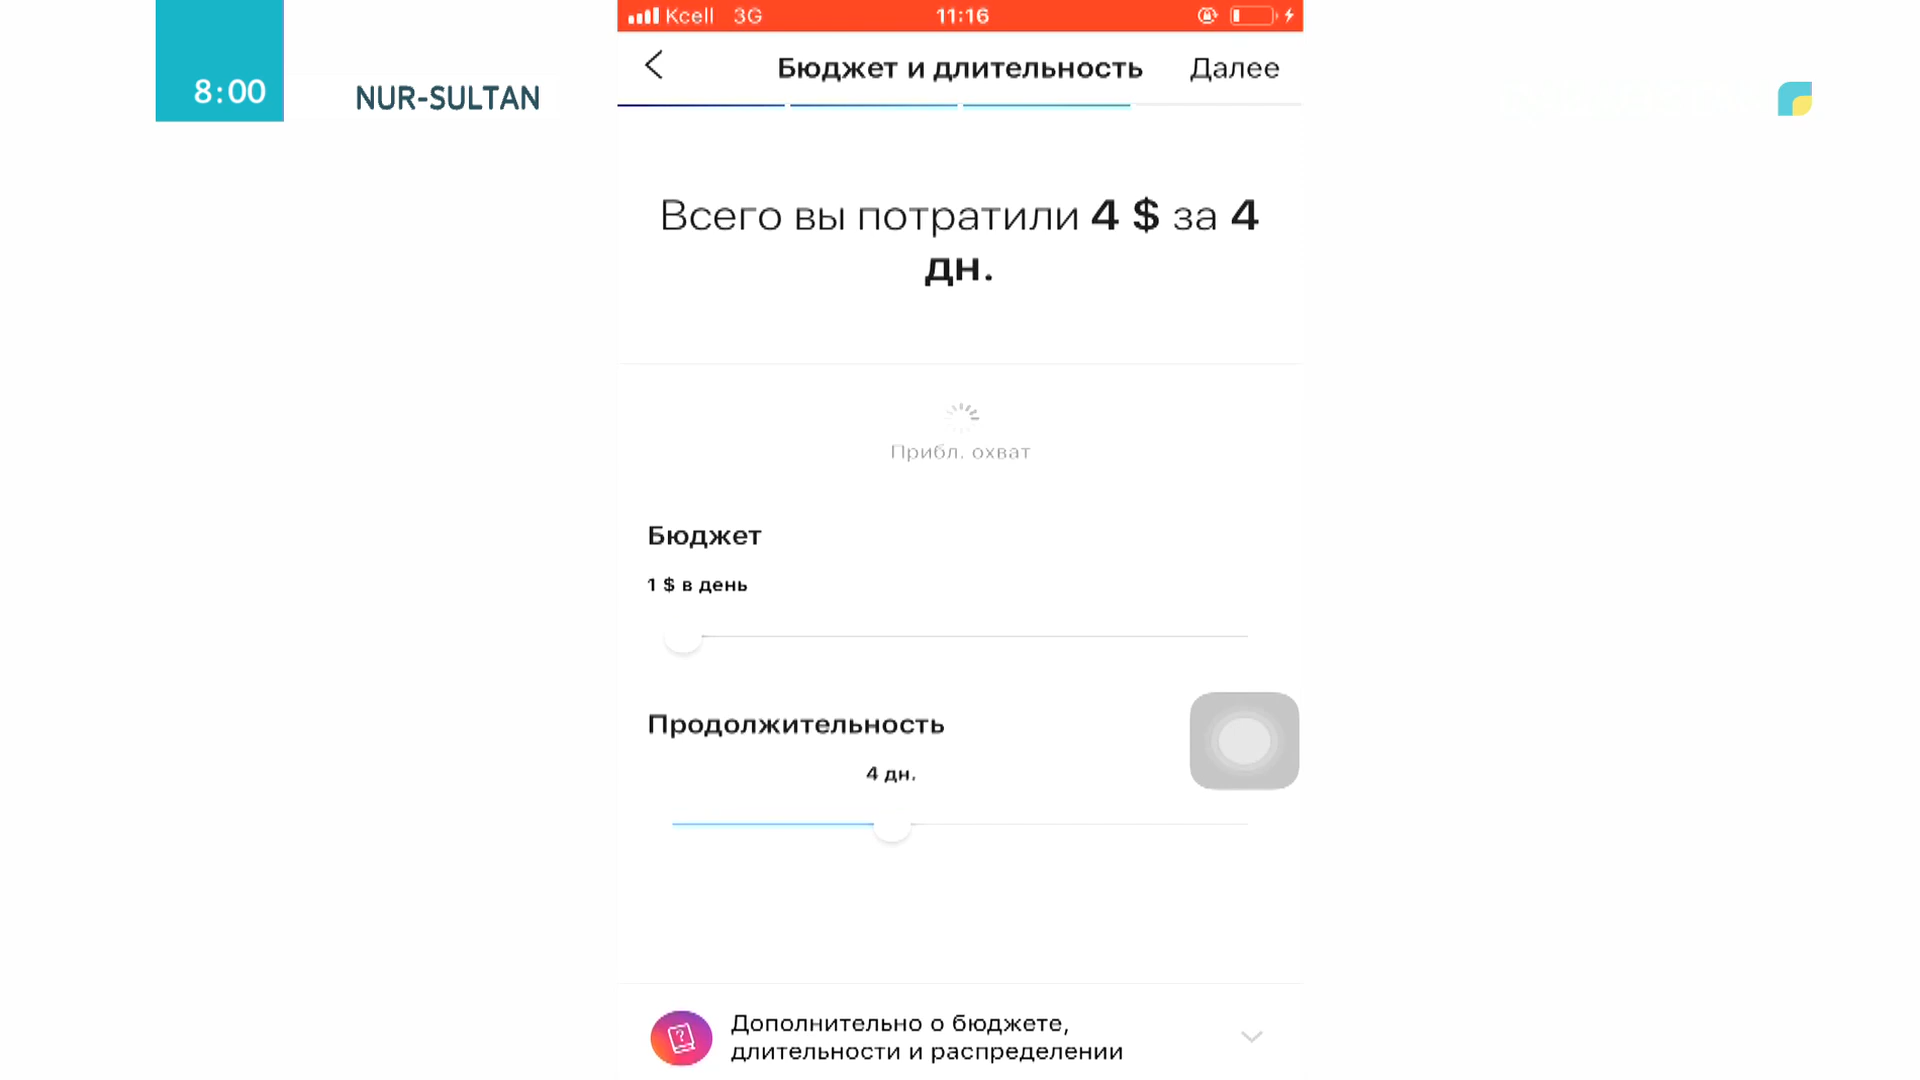 8:00
NUR-SULTAN
Kcell 3G 11:16
Бюджет и длительность
Далее
Всего вы потратили 4 $ за 4
дн.
Прибл. охват
Бюджет
1 $ в день
Продолжительность
4 дн.
Дополнительно о бюджете,
длительности и распределении